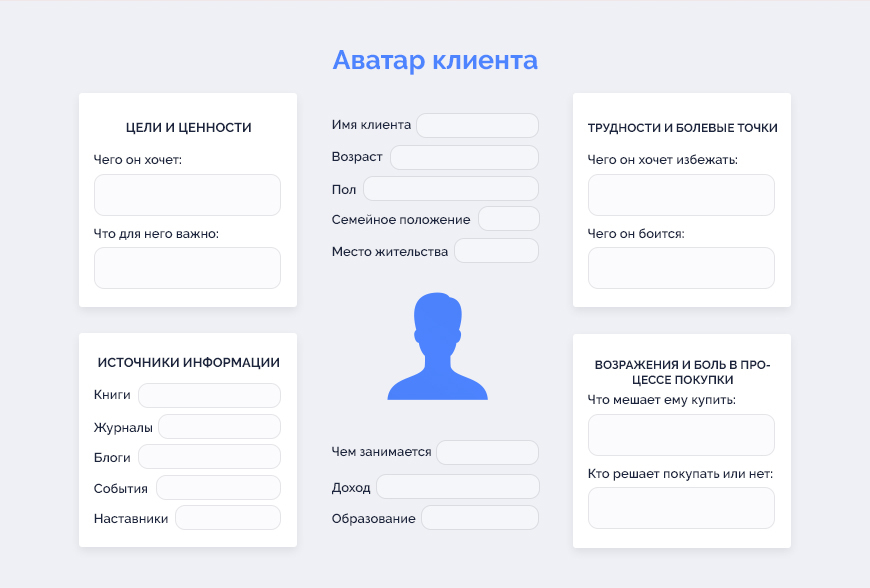 Аватар клиента
ЦЕЛИ И ЦЕННОСТИ
Чего он хочет:
Что для него важно:
Имя клиента
Возраст
Пол
Семейное положение
Место жительства
ТРУДНОСТИ И БОЛЕВЫЕ ТОЧКИ
Чего он хочет избежать:
Чего он боится:
ИСТОЧНИКИ ИНФОРМАЦИИ
Книги
Журналы
Блоги
События
Наставники
Чем занимается
Доход
Образование
ВОЗРАЖЕНИЯ И БОЛЬ В ПРО-
ЦЕССЕ ПОКУПКИ
Что мешает ему купить:
Кто решает покупать или нет: